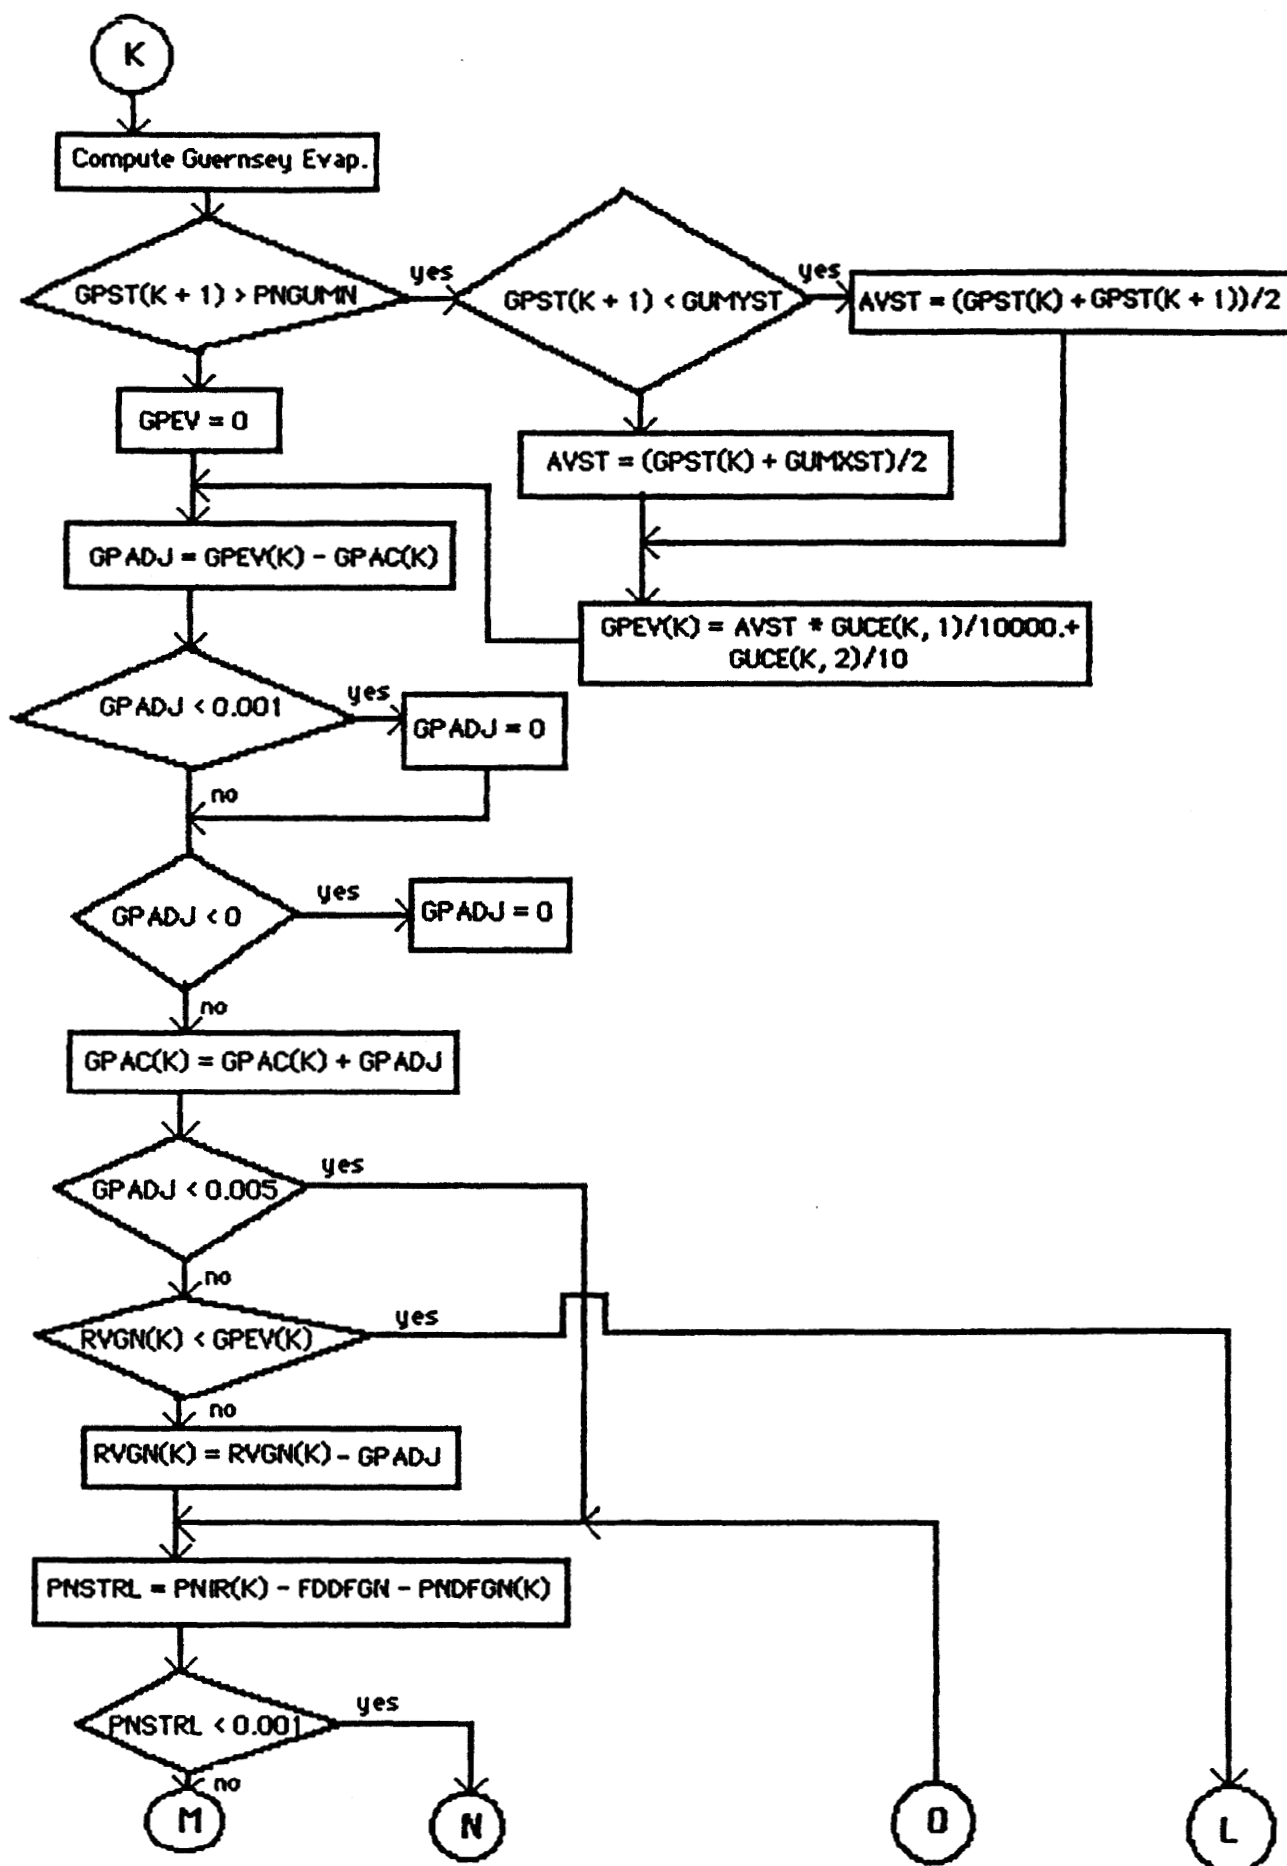 K
Compute Guernsey Evap.
GPST(K + 1) > PNGUMN
yes
GPST(K + 1) < GUMYST
yes
AVST = (GPST(K) + GPST(K + 1))/2
GPEV = 0
AVST = (GPST(K) + GUMXST)/2
GPADJ = GPEV(K) - GPAC(K)
GPEV(K) = AVST * GUCE(K, 1)/10000.+
GUCE(K, 2)/10
GPADJ < 0.001
yes
GPADJ = 0
no
GPADJ < 0
yes
GPADJ = 0
no
GPAC(K) = GPAC(K) + GPADJ
GPADJ < 0.005
yes
no
RVGN(K) < GPEV(K)
yes
no
RVGN(K) = RVGN(K) - GPADJ
PNSTRL = PNIR(K) - FDDFGN - PNDFGN(K)
PNSTRL < 0.001
yes
no
M
N
O
L